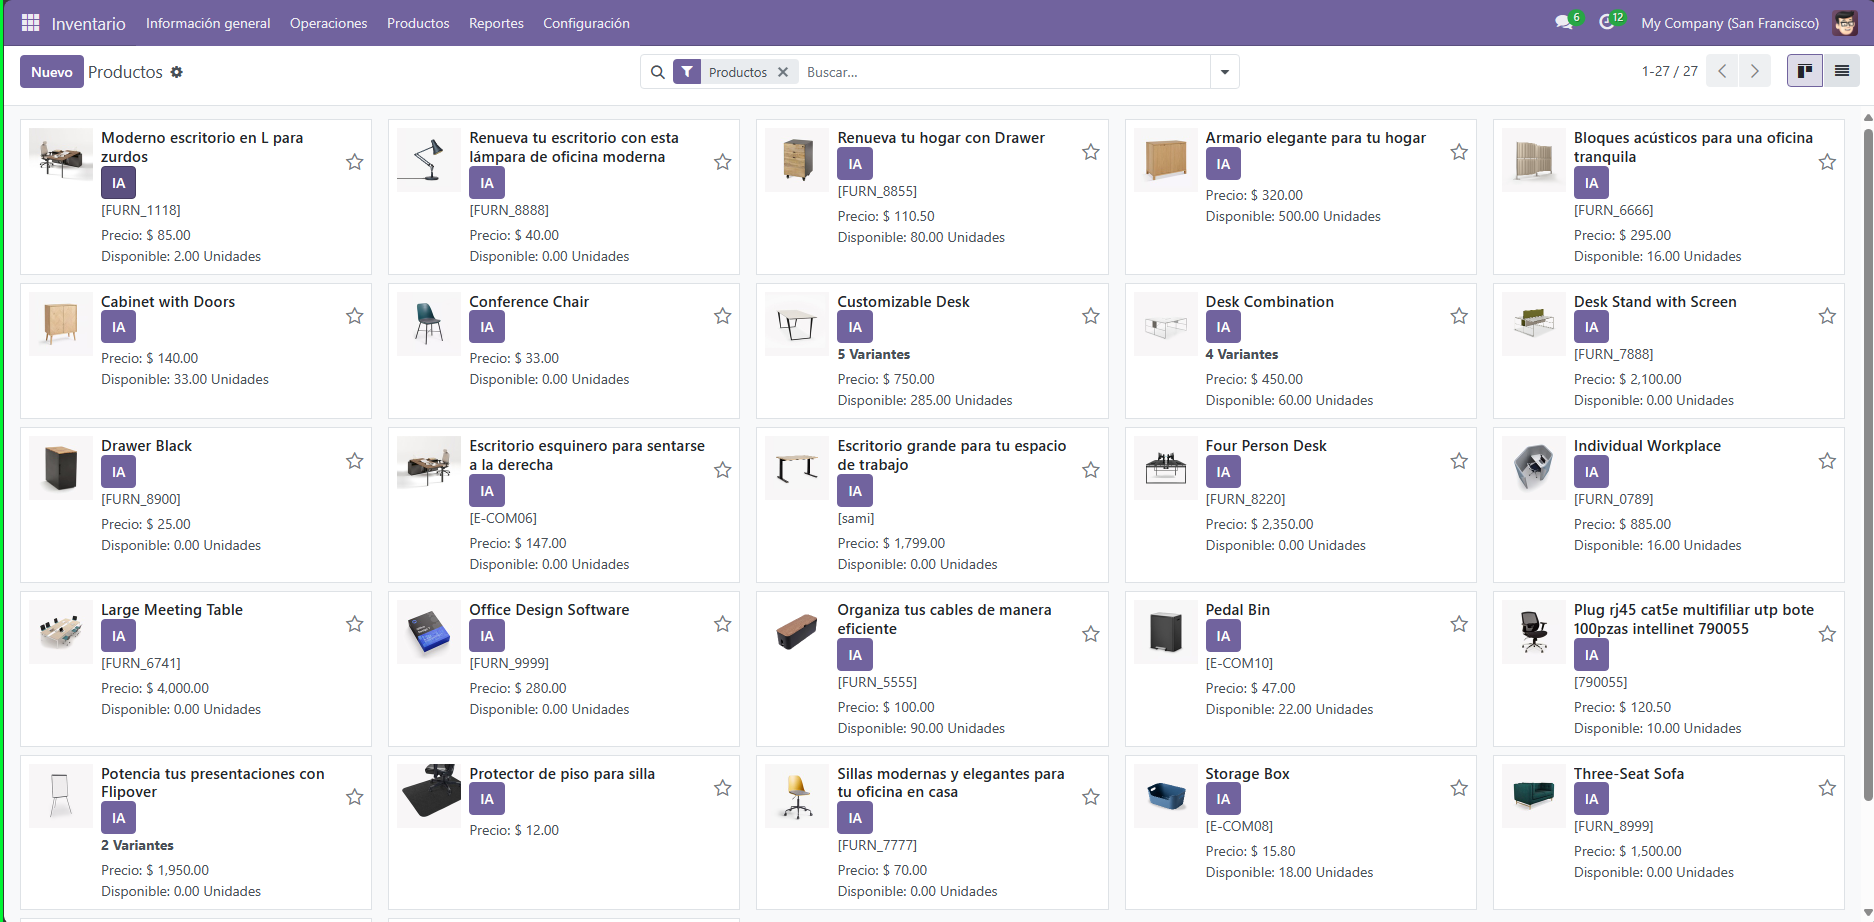 Inventario
Información general
Operaciones
Productos
Reportes
Configuración
6
12
My Company (San Francisco)
Nuevo
Productos
Productos
Buscar...
1-27 / 27
Moderno escritorio en L para
zurdos
IA
[FURN_1118]
Precio: $ 85.00
Disponible: 2.00 Unidades
Renueva tu escritorio con esta
lámpara de oficina moderna
IA
[FURN_8888]
Precio: $ 40.00
Disponible: 0.00 Unidades
Renueva tu hogar con Drawer
IA
[FURN_8855]
Precio: $ 110.50
Disponible: 80.00 Unidades
Armario elegante para tu hogar
IA
Precio: $ 320.00
Disponible: 500.00 Unidades
Bloques acústicos para una oficina
tranquila
IA
[FURN_6666]
Precio: $ 295.00
Disponible: 16.00 Unidades
Cabinet with Doors
IA
Precio: $ 140.00
Disponible: 33.00 Unidades
Conference Chair
IA
Precio: $ 33.00
Disponible: 0.00 Unidades
Customizable Desk
IA
5 Variantes
Precio: $ 750.00
Disponible: 285.00 Unidades
Desk Combination
IA
4 Variantes
Precio: $ 450.00
Disponible: 60.00 Unidades
Desk Stand with Screen
IA
[FURN_7888]
Precio: $ 2,100.00
Disponible: 0.00 Unidades
Drawer Black
IA
[FURN_8900]
Precio: $ 25.00
Disponible: 0.00 Unidades
Escritorio esquinero para sentarse
a la derecha
IA
[E-COM06]
Precio: $ 147.00
Disponible: 0.00 Unidades
Escritorio grande para tu espacio
de trabajo
IA
[sami]
Precio: $ 1,799.00
Disponible: 0.00 Unidades
Four Person Desk
IA
[FURN_8220]
Precio: $ 2,350.00
Disponible: 0.00 Unidades
Individual Workplace
IA
[FURN_0789]
Precio: $ 885.00
Disponible: 16.00 Unidades
Large Meeting Table
IA
[FURN_6741]
Precio: $ 4,000.00
Disponible: 0.00 Unidades
Office Design Software
IA
[FURN_9999]
Precio: $ 280.00
Disponible: 0.00 Unidades
Organiza tus cables de manera
eficiente
IA
[FURN_5555]
Precio: $ 100.00
Disponible: 90.00 Unidades
Pedal Bin
IA
[E-COM10]
Precio: $ 47.00
Disponible: 22.00 Unidades
Plug rj45 cat5e multifiliar utp bote
100pzas intellinet 790055
IA
[790055]
Precio: $ 120.50
Disponible: 10.00 Unidades
Potencia tus presentaciones con
Flipover
IA
2 Variantes
Precio: $ 1,950.00
Disponible: 0.00 Unidades
Protector de piso para silla
IA
Precio: $ 12.00
Sillas modernas y elegantes para
tu oficina en casa
IA
[FURN_7777]
Precio: $ 70.00
Disponible: 0.00 Unidades
Storage Box
IA
[E-COM08]
Precio: $ 15.80
Disponible: 18.00 Unidades
Three-Seat Sofa
IA
[FURN_8999]
Precio: $ 1,500.00
Disponible: 0.00 Unidades